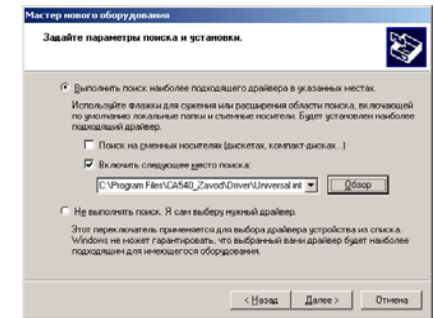 Мастер нового оборудования
Задайте параметры поиска и установки.
Выполнить поиск наиболее подходящего драйвера в указанных местах.
Используйте флажки для сужения или расширения области поиска, включающей
по умолчанию локальные папки и съемные носители. Будет установлен наиболее
подходящий драйвер.
Поиск на сменных носителях (дискетах, компакт-дисках...)
Включить следующее место поиска:
C:\Program Files\CA540_Zavod\Driver\Universal int
Обзор
Не выполнять поиск. Я сам выберу нужный драйвер.
Этот переключатель применяется для выбора драйвера устройства из списка.
Windows не может гарантировать, что выбранный вами драйвер будет наиболее
подходящим для имеющегося оборудования.
< Назад
Далее >
Отмена